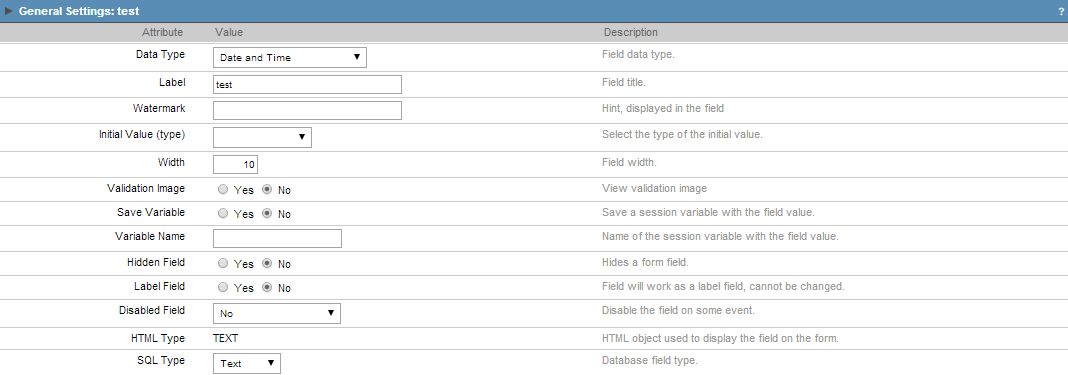 General Settings: test ?
Attribute Value Description
Data Type Date and Time Field data type.
Label test Field title.
Watermark Hint, displayed in the field
Initial Value (type) Select the type of the initial value.
Width 10 Field width.
Validation Image Yes No View validation image
Save Variable Yes No Save a session variable with the field value.
Variable Name Name of the session variable with the field value.
Hidden Field Yes No Hides a form field.
Label Field Yes No Field will work as a label field, cannot be changed.
Disabled Field No Disable the field on some event.
HTML Type TEXT HTML object used to display the field on the form.
SQL Type Text Database field type.